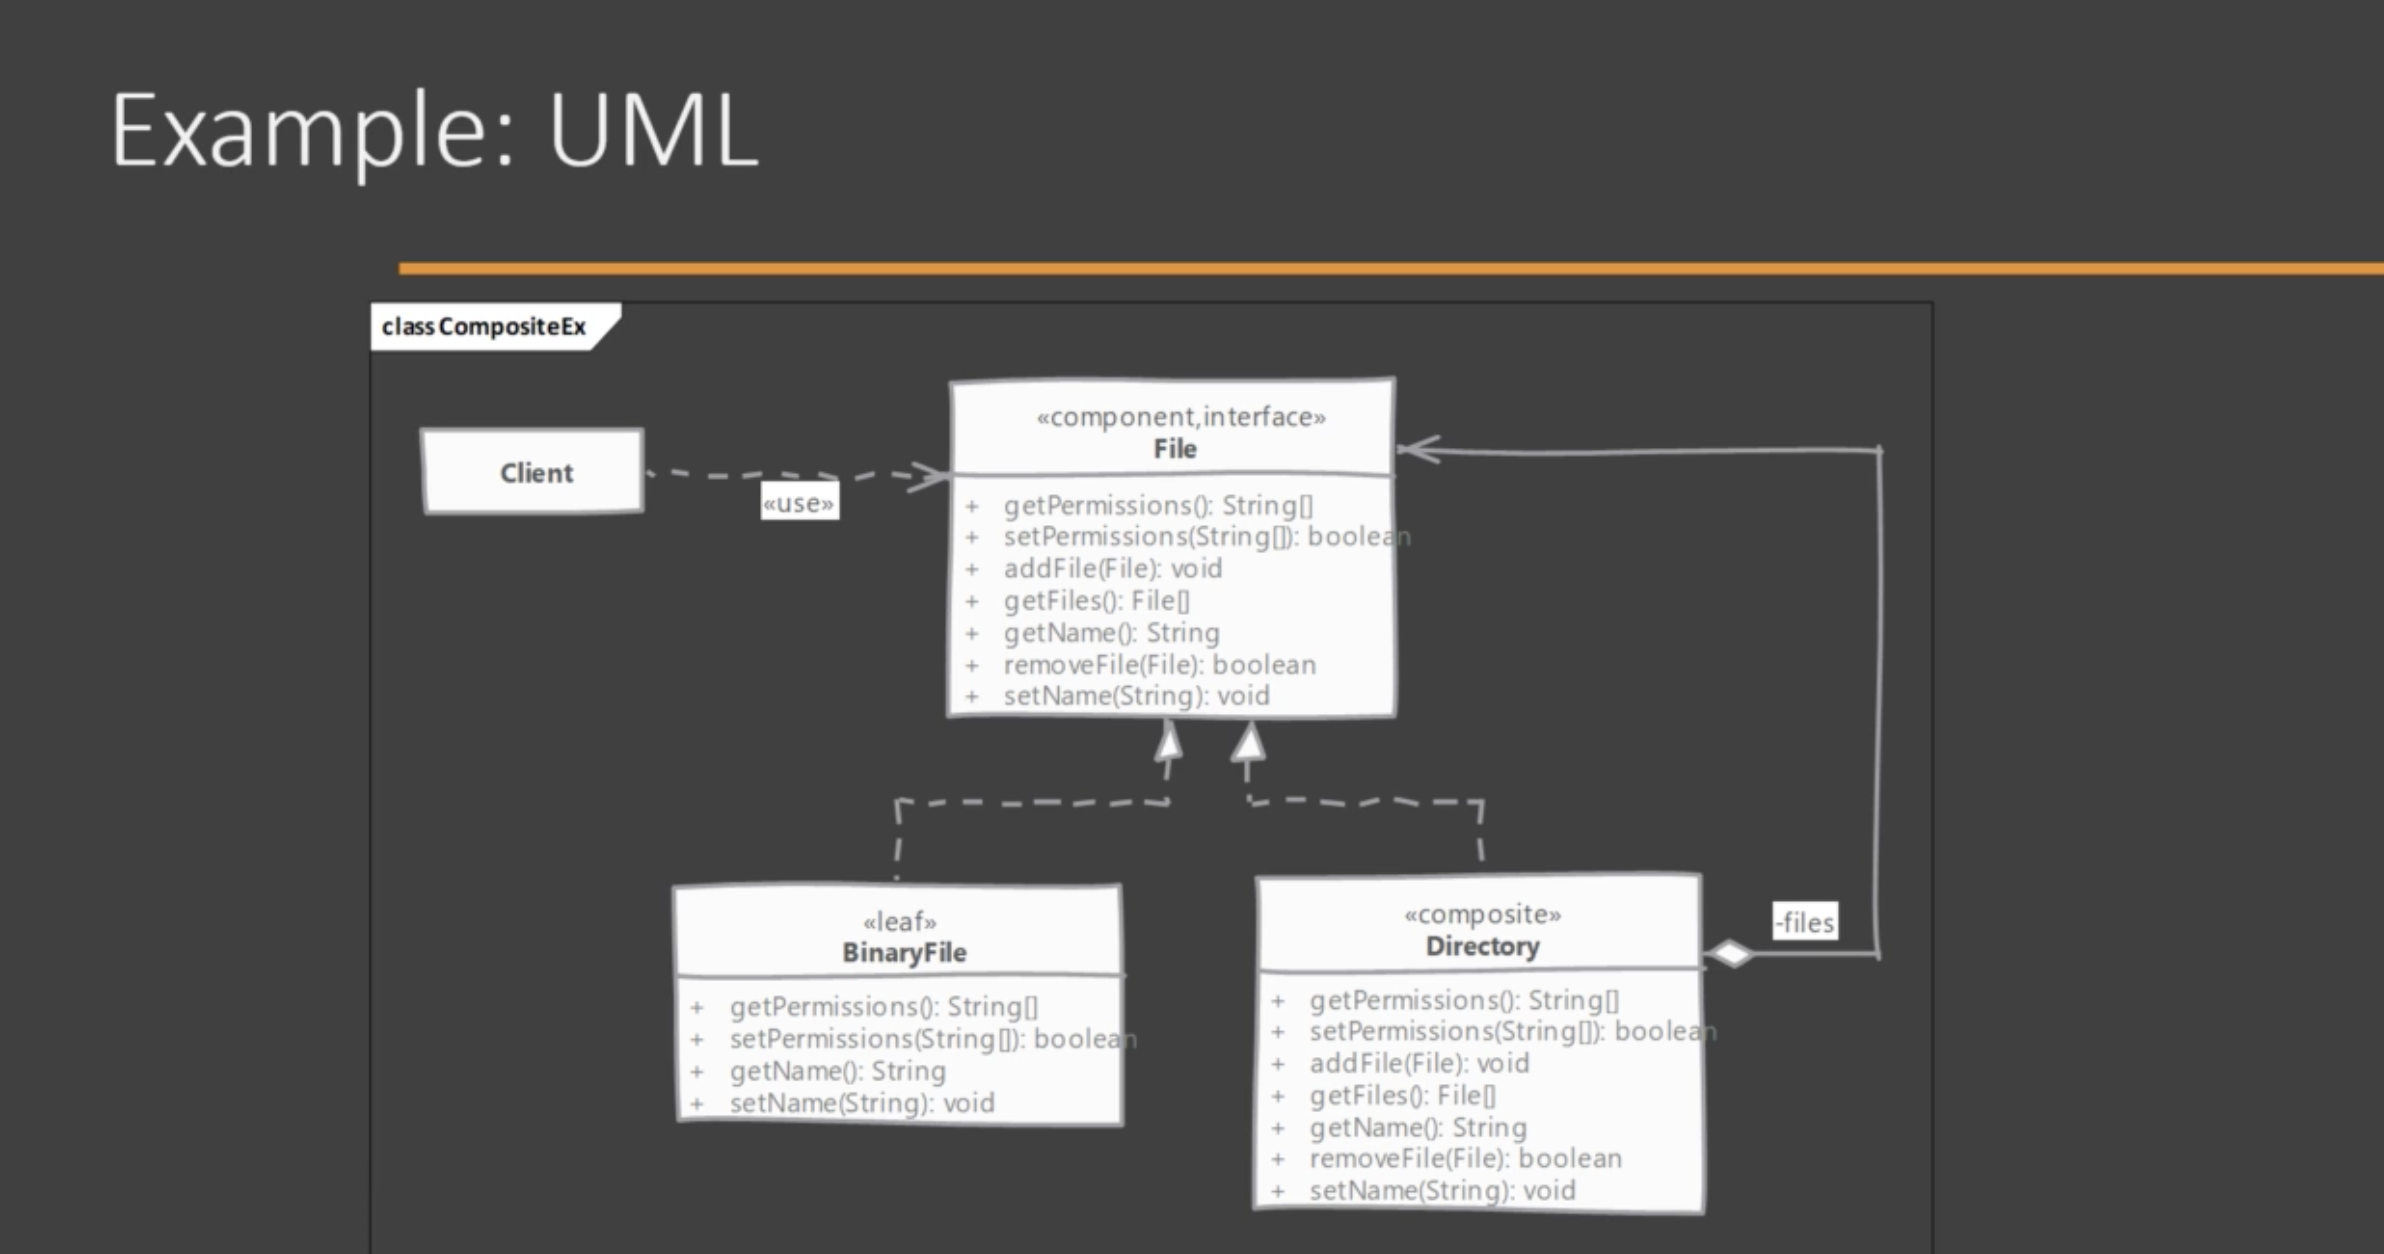 Example: UML
class CompositeEx
Client
«use»
«component,interface»
File
+ getPermissions(): String[]
+ setPermissions(String[]): boolean
+ addFile(File): void
+ getFiles(): File[]
+ getName(): String
+ removeFile(File): boolean
+ setName(String): void
«leaf»
BinaryFile
+ getPermissions(): String[]
+ setPermissions(String[]): boolean
+ getName(): String
+ setName(String): void
«composite»
Directory
+ getPermissions(): String[]
+ setPermissions(String[]): boolean
+ addFile(File): void
+ getFiles(): File[]
+ getName(): String
+ removeFile(File): boolean
+ setName(String): void
-files